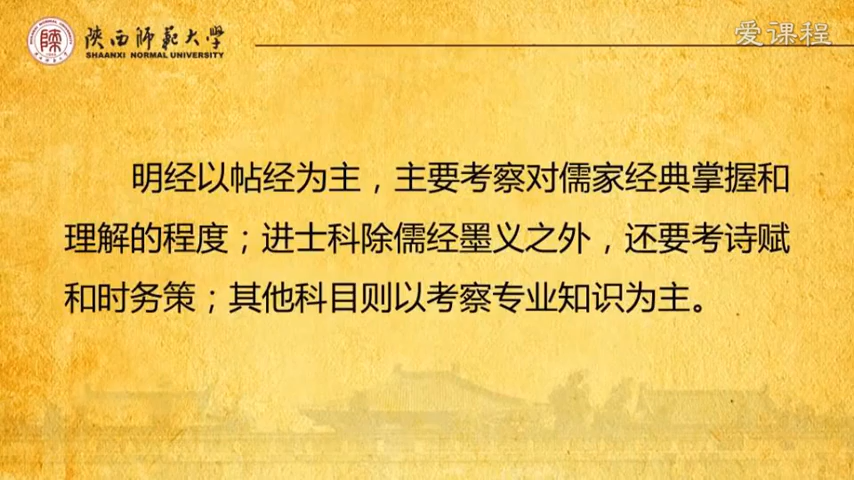 陕西师范大学
SHAANXI NORMAL UNIVERSITY
爱课程
明经以帖经为主，主要考察对儒家经典掌握和
理解的程度；进士科除儒经墨义之外，还要考诗赋
和时务策；其他科目则以考察专业知识为主。